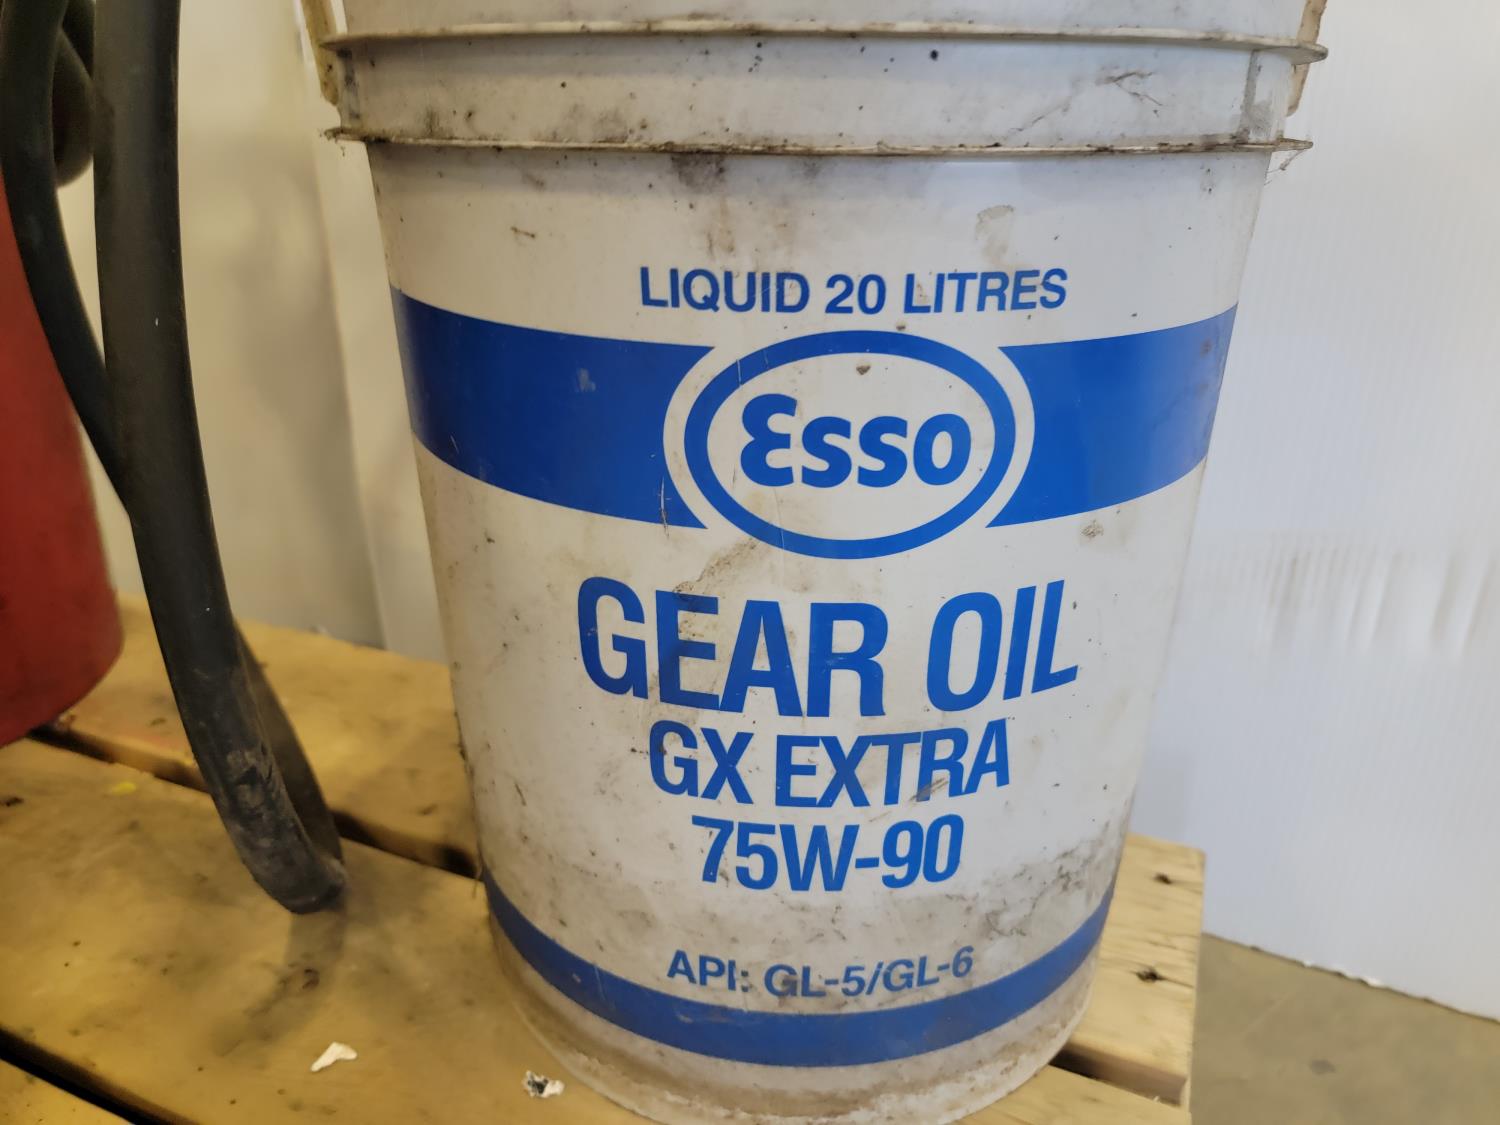 LIQUID 20 LITRES
Esso
GEAR OIL
GX EXTRA
75W-90
API: GL-5/GL-6